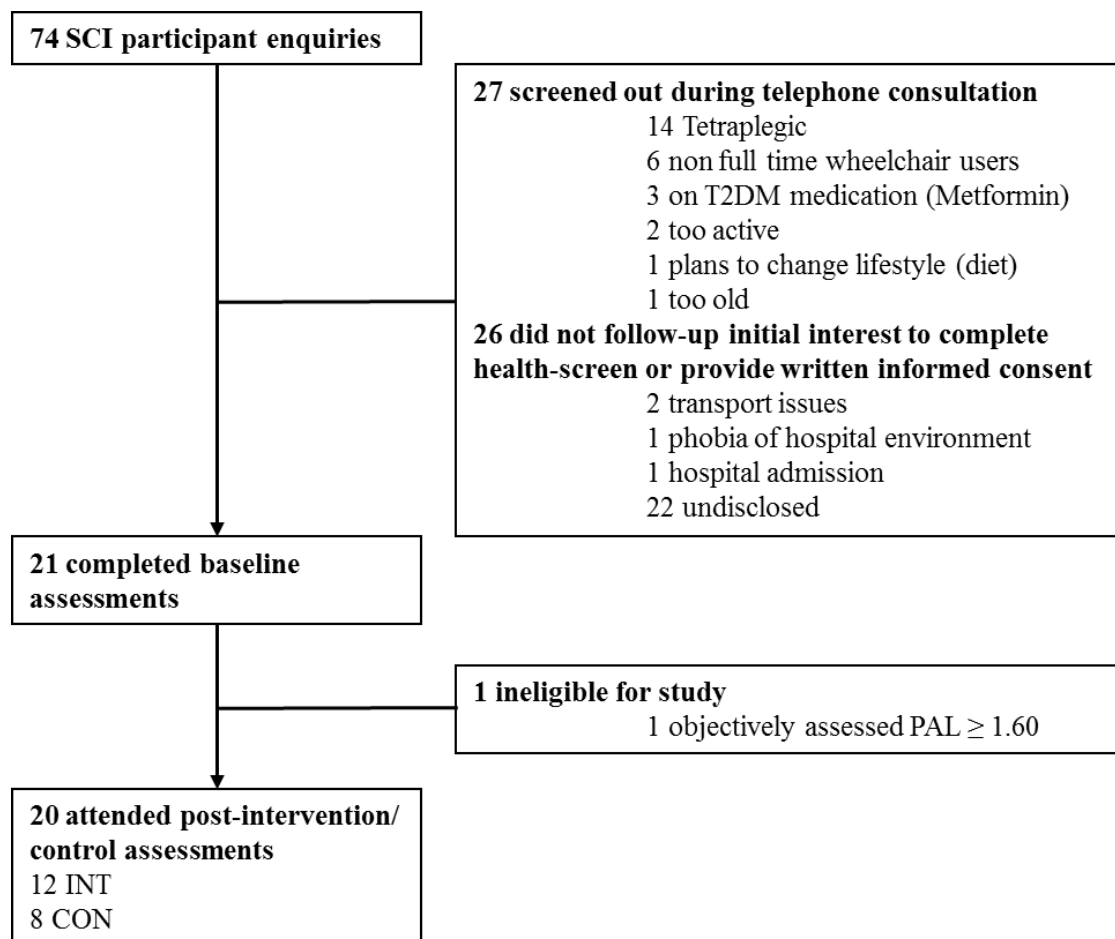 74 SCI participant enquiries
27 screened out during telephone consultation
14 Tetraplegic
6 non full time wheelchair users
3 on T2DM medication (Metformin)
2 too active
1 plans to change lifestyle (diet)
1 too old
26 did not follow-up initial interest to complete
health-screen or provide written informed consent
2 transport issues
1 phobia of hospital environment
1 hospital admission
22 undisclosed
21 completed baseline
assessments
1 ineligible for study
1 objectively assessed PAL ≥ 1.60
20 attended post-intervention/
control assessments
12 INT
8 CON